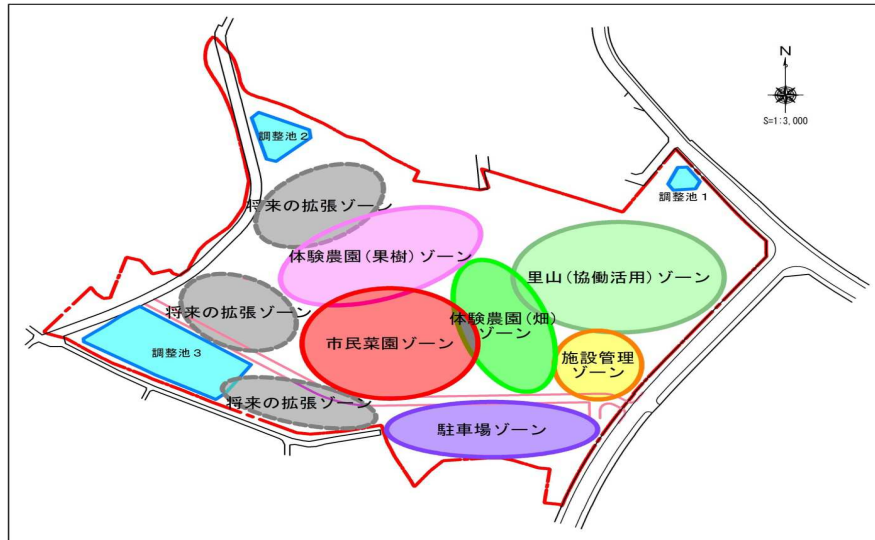 N
S=1:3,000
調整池2
調整池1
将来の拡張ゾーン
体験農園(果樹)ゾーン
里山(協働活用)ゾーン
将来の拡張ゾーン
体験農園(畑)
ゾーン
市民菜園ゾーン
調整池3
施設管理
ゾーン
将来の拡張ゾーン
駐車場ゾーン